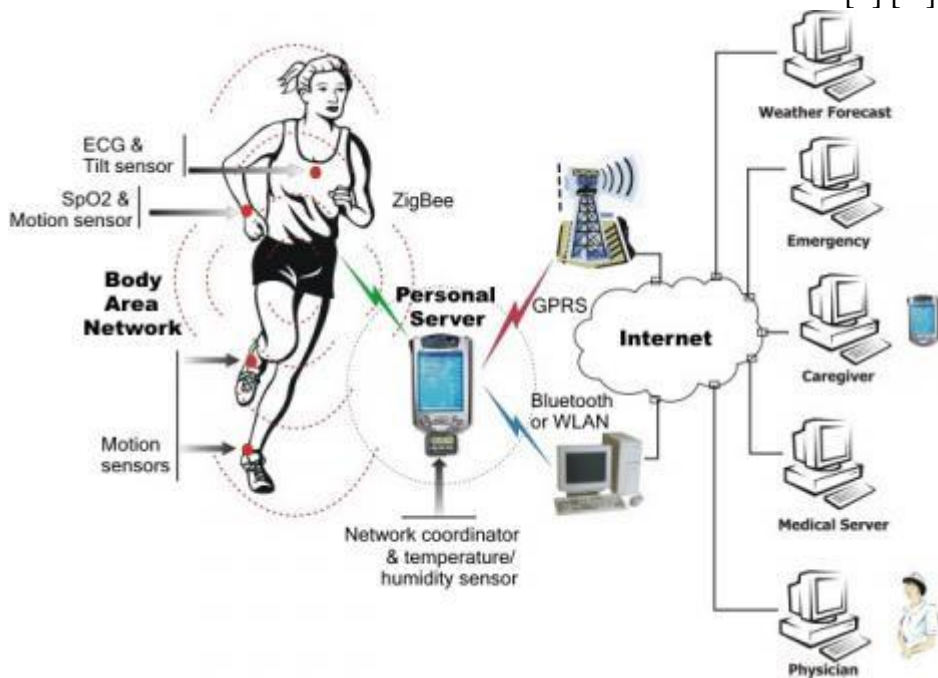 ECG &
Tilt sensor
SpO2 &
Motion sensor
Body
Area
Network
Motion
sensors
ZigBee
Personal
Server
Network coordinator
& temperature/
humidity sensor
GPRS
Bluetooth
or WLAN
Internet
Weather Forecast
Emergency
Caregiver
Medical Server
Physician